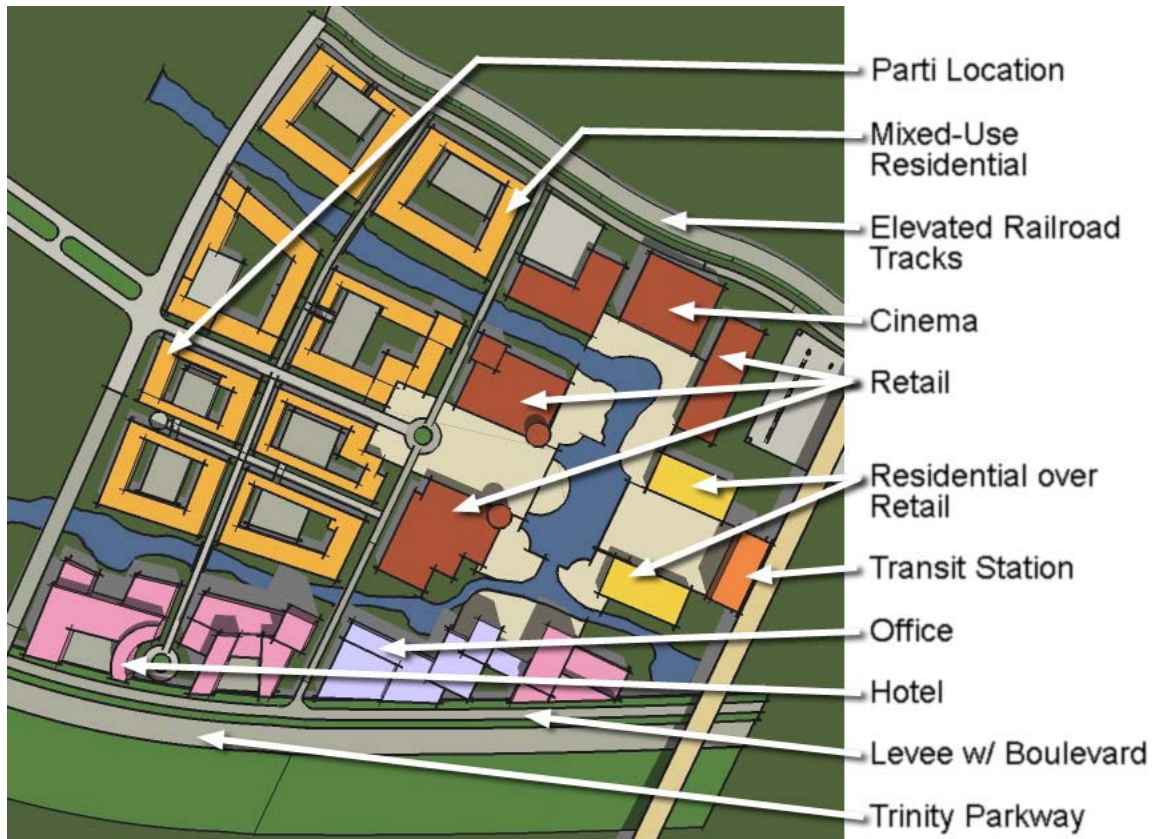 Parti Location
Mixed-Use
Residential
Elevated Railroad
Tracks
Cinema
Retail
Residential over
Retail
Transit Station
Office
Hotel
Levee w/ Boulevard
Trinity Parkway